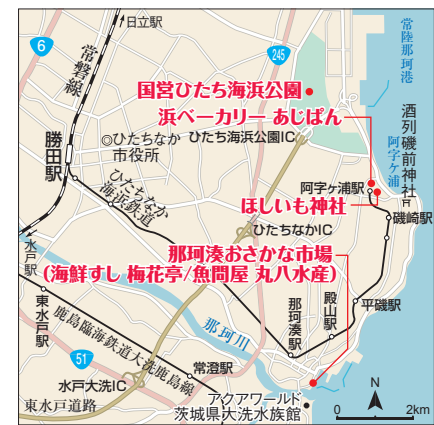 日立駅
常陸那珂港
6
245
常磐線
国営ひたち海浜公園
浜ベーカリー あじぱん
ひたちなか
市役所
ひたち海浜公園IC
阿字ヶ浦
酒列磯前神社
勝田駅
ひたちなか
海浜鉄道
阿字ヶ浦駅
ほしいも神社
磯崎駅
ひたちなかIC
水戸駅
那珂湊おさかな市場
(海鮮すし 梅花亭/魚問屋 丸八水産)
東水戸駅
鹿島臨海鉄道大洗鹿島線
那珂川
那珂湊駅
殿山駅
平磯駅
51
常澄駅
水戸大洗IC
東水戸道路
アクアワールド
茨城県大洗水族館
N
0 2km